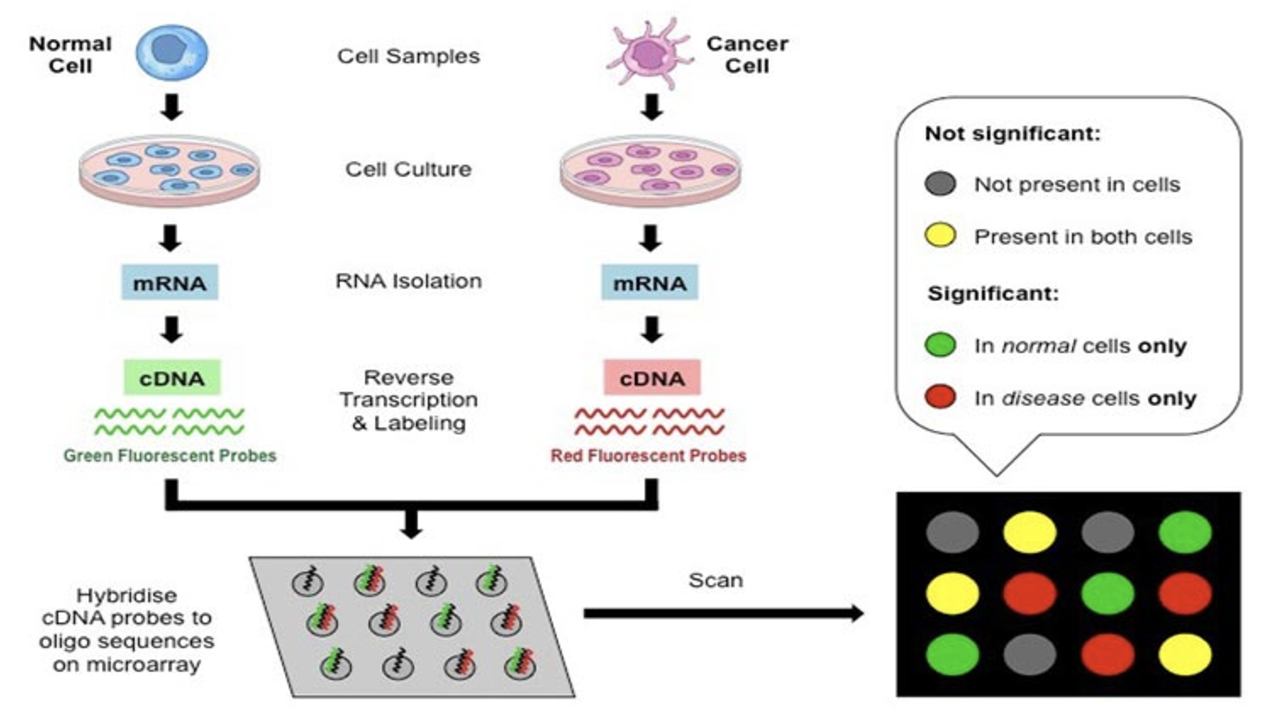 Normal
Cell
Cell Samples
Cancer
Cell
Cell Culture
mRNA
RNA Isolation
mRNA
cDNA
Reverse
Transcription
& Labeling
cDNA
Green Fluorescent Probes
Red Fluorescent Probes
Hybridise
cDNA probes to
oligo sequences
on microarray
Scan
Not significant:
Not present in cells
Present in both cells
Significant:
In normal cells only
In disease cells only